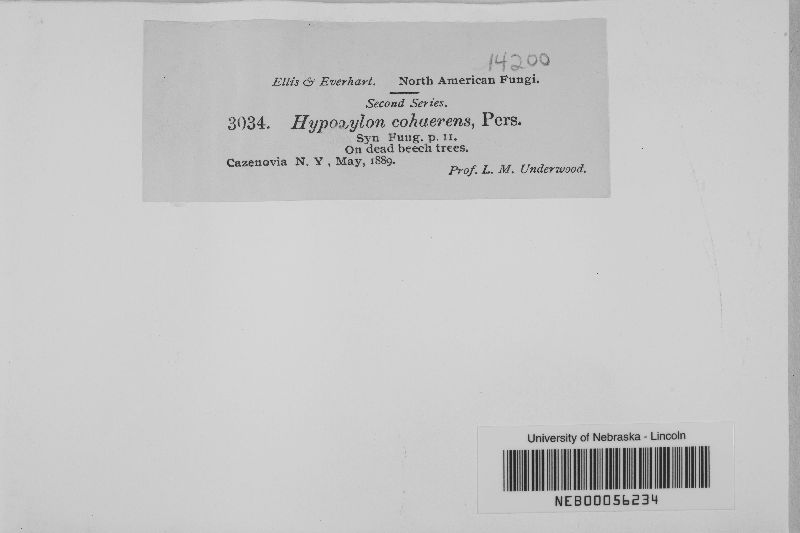 14200
Ellis & Everhart. North American Fungi.
Second Series.
3034. Hypoxylon cohaerens, Pers.
Syn Fung. p. 11.
On dead beech trees.
Cazenovia N. Y, May, 1889.
Prof. L. M. Underwood.
University of Nebraska - Lincoln
NEB00056234